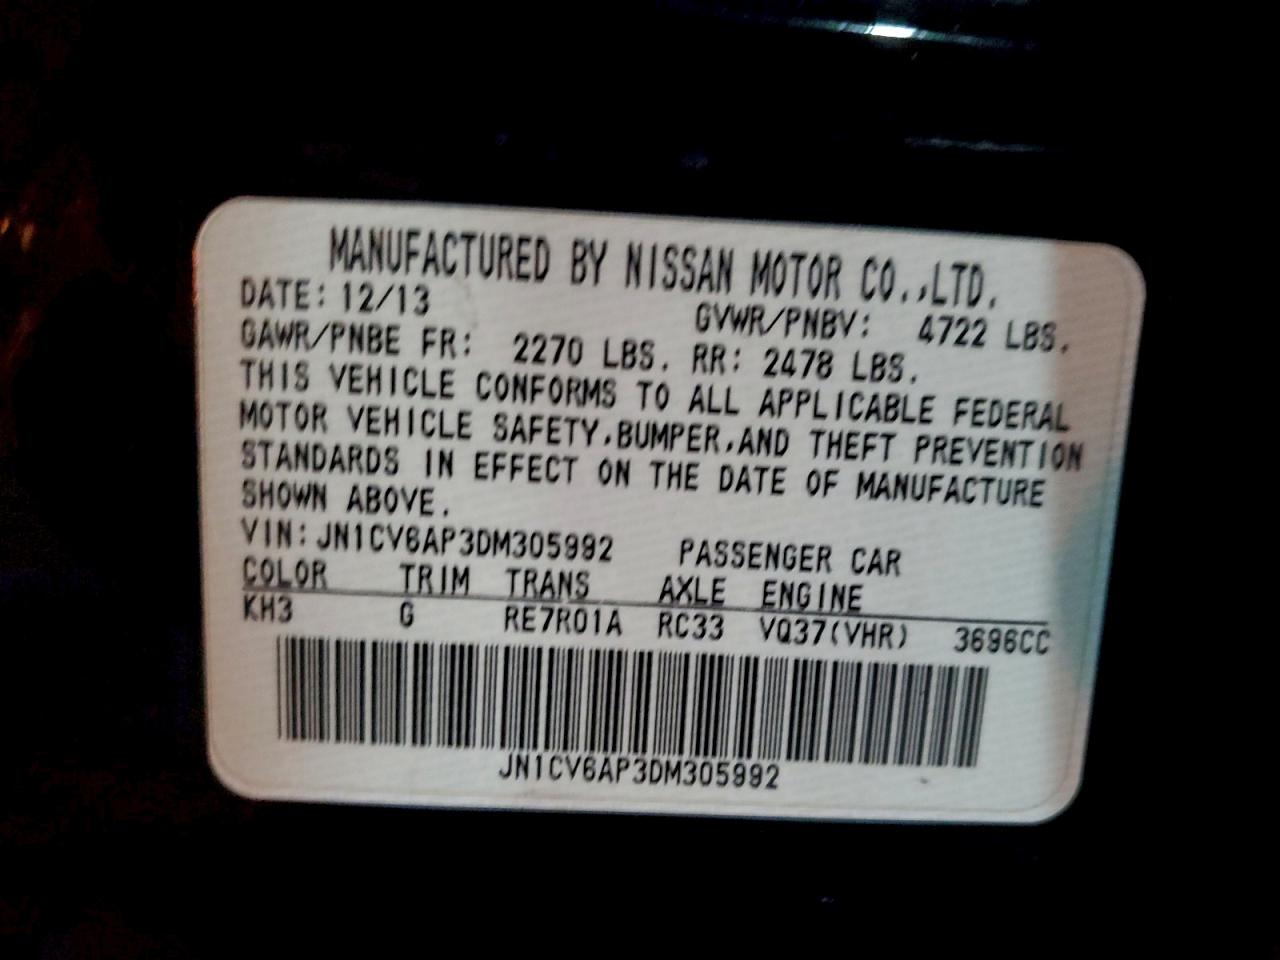 MANUFACTURED BY NISSAN MOTOR CO.,LTD.
DATE: 12/13 GVWR/PNBV: 4722 LBS.
GAWR/PNBE FR: 2270 LBS. RR: 2478 LBS.
THIS VEHICLE CONFORMS TO ALL APPLICABLE FEDERAL
MOTOR VEHICLE SAFETY,BUMPER,AND THEFT PREVENTION
STANDARDS IN EFFECT ON THE DATE OF MANUFACTURE
SHOWN ABOVE.
VIN: JN1CV6AP3DM305992 PASSENGER CAR
COLOR TRIM TRANS AXLE ENGINE
KH3 G RE7R01A RC33 VQ37(VHR) 3696CC
JN1CV6AP3DM305992